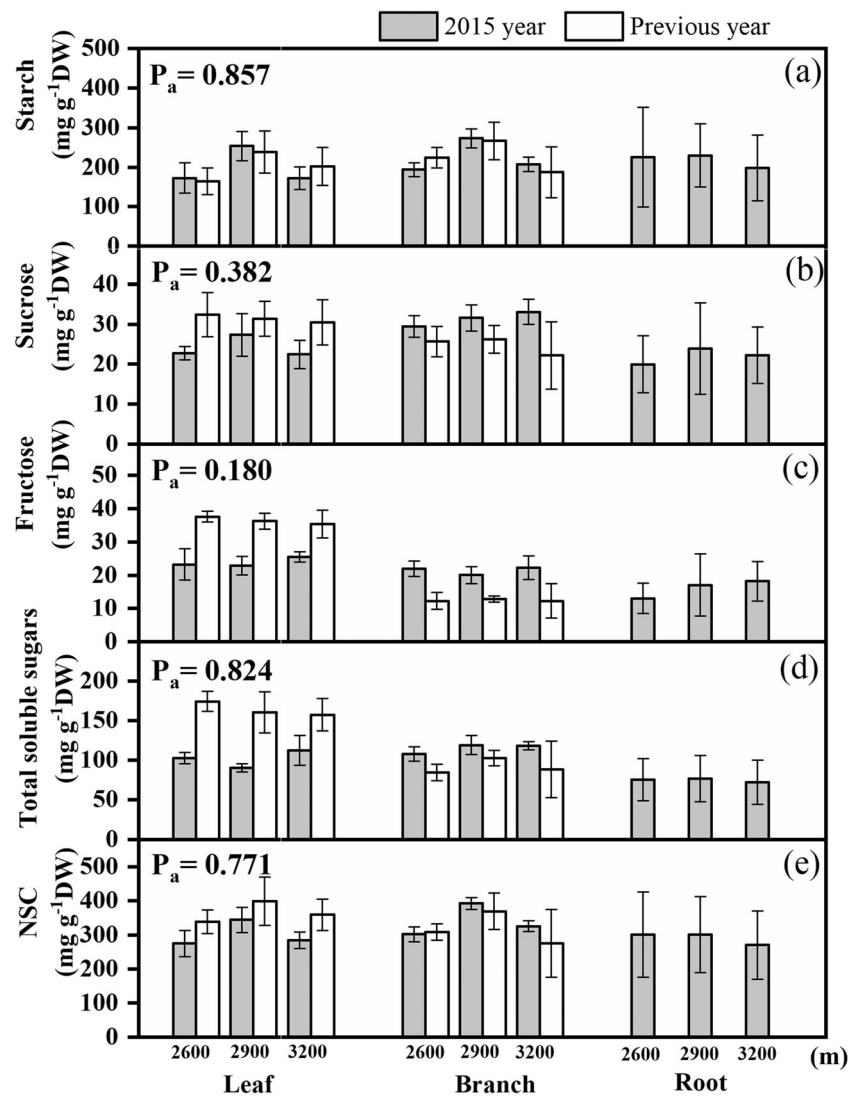 2015 year Previous year
500
400
300
200
100
0
Starch
(mg g-1DW)
Pa= 0.857
(a)
40
30
20
10
0
Sucrose
(mg g-1DW)
Pa= 0.382
(b)
50
40
30
20
10
0
Fructose
(mg g-1DW)
Pa= 0.180
(c)
200
150
100
50
0
Total soluble sugars
(mg g-1DW)
Pa= 0.824
(d)
500
400
300
200
100
0
NSC
(mg g-1DW)
Pa= 0.771
(e)
2600 2900 3200 2600 2900 3200 2600 2900 3200 (m)
Leaf Branch Root